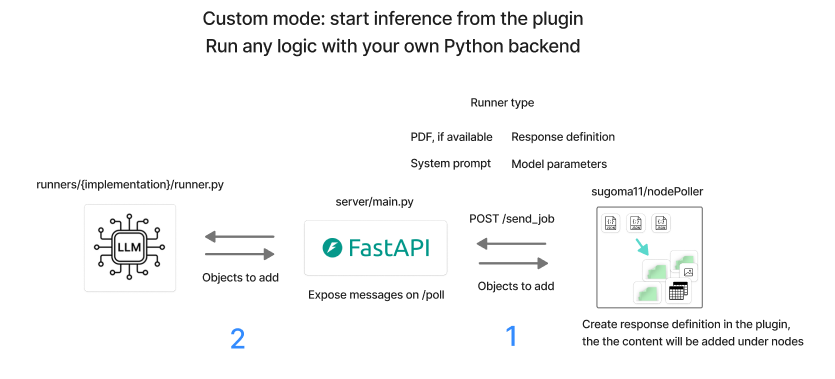 Custom mode: start inference from the plugin
Run any logic with your own Python backend
Runner type
PDF, if available
Response definition
System prompt
Model parameters
runners/{implementation}/runner.py
server/main.py
POST /send_job
sugoma11/nodePoller
LLM
FastAPI
JSON
JSON
JSON
Objects to add
Objects to add
Expose messages on /poll
2
1
Create response definition in the plugin,
the the content will be added under nodes